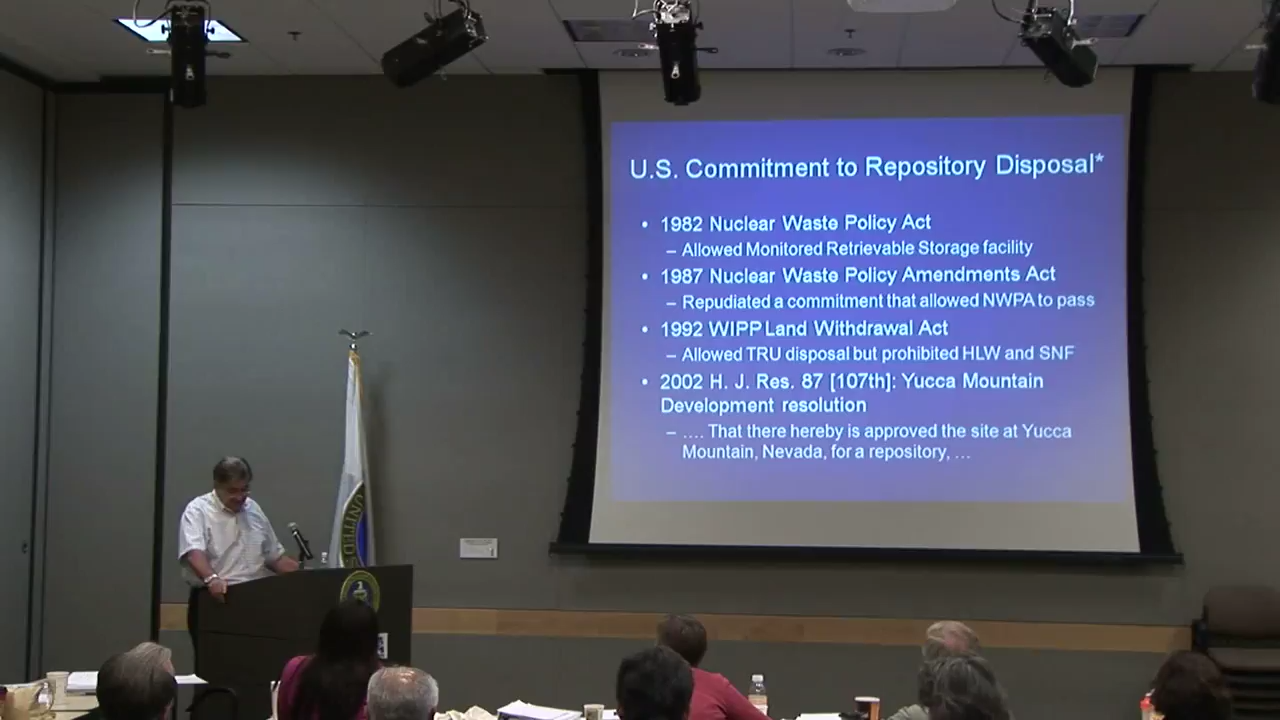 U.S. Commitment to Repository Disposal*
• 1982 Nuclear Waste Policy Act
– Allowed Monitored Retrievable Storage facility
• 1987 Nuclear Waste Policy Amendments Act
– Repudiated a commitment that allowed NWPA to pass
• 1992 WIPP Land Withdrawal Act
– Allowed TRU disposal but prohibited HLW and SNF
• 2002 H. J. Res. 87 [107th]: Yucca Mountain
Development resolution
– .... That there hereby is approved the site at Yucca
Mountain, Nevada, for a repository, ...
UNITED S